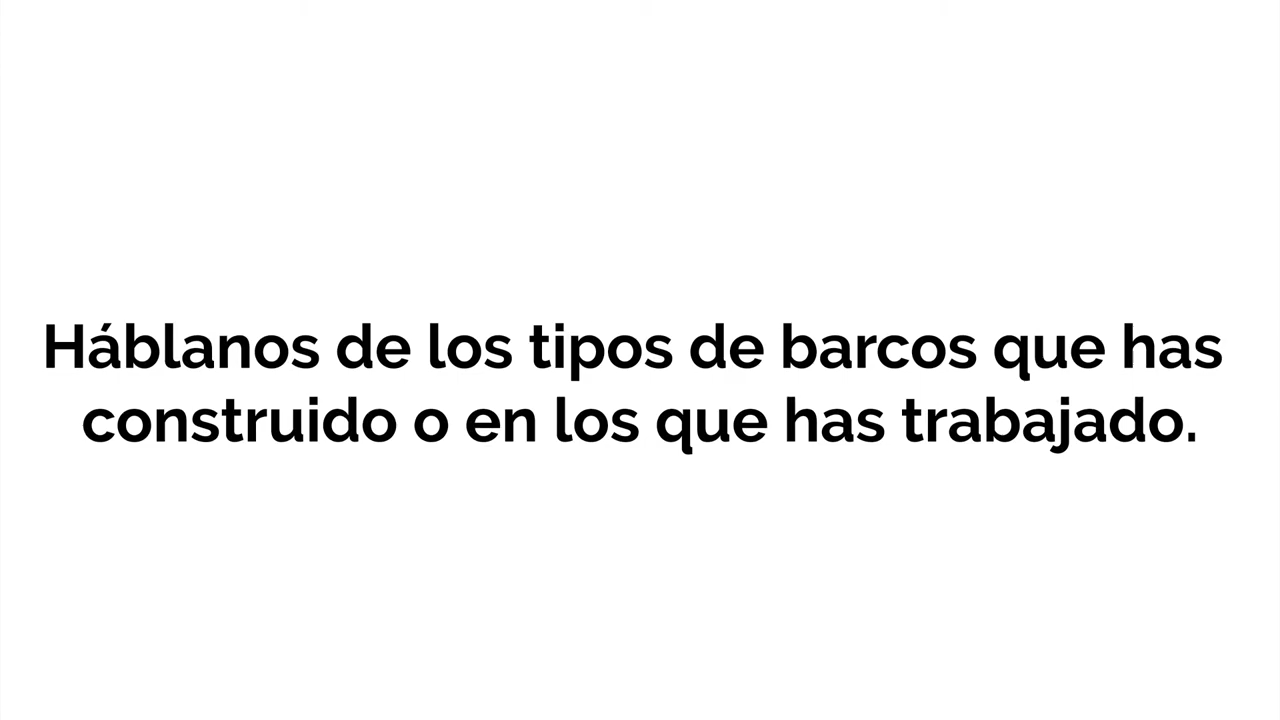 Háblanos de los tipos de barcos que has
construido o en los que has trabajado.